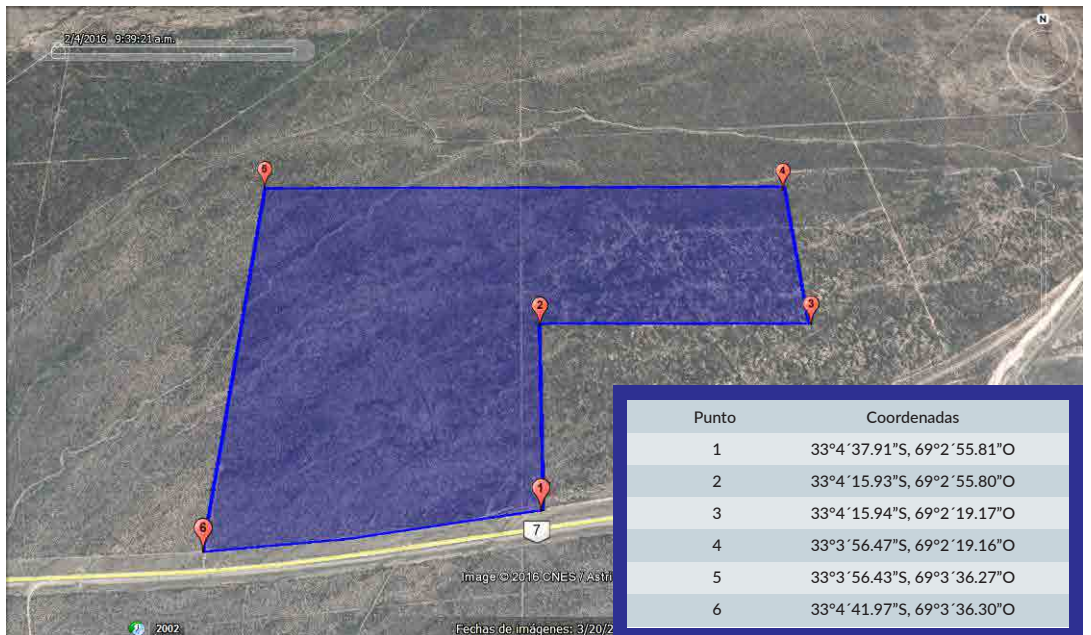 2/4/2016 9:39:21 a.m.
N
5
4
2
3
1
6
7
Image © 2016 CNES / Astri
2002
Fechas de imágenes: 3/20/2
Punto Coordenadas
1 33°4´37.91”S, 69°2´55.81”O
2 33°4´15.93”S, 69°2´55.80”O
3 33°4´15.94”S, 69°2´19.17”O
4 33°3´56.47”S, 69°2´19.16”O
5 33°3´56.43”S, 69°3´36.27”O
6 33°4´41.97”S, 69°3´36.30”O